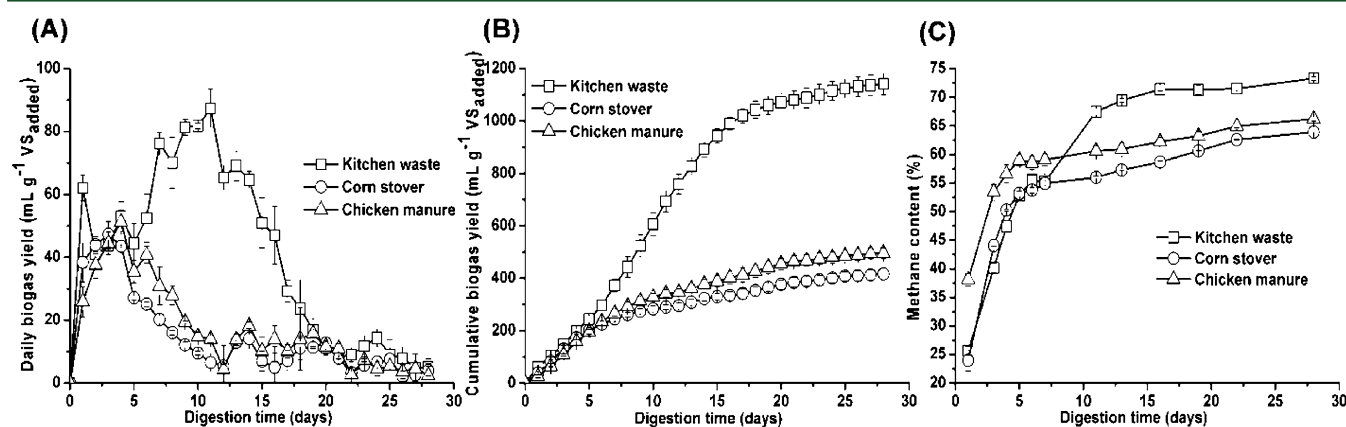 (A)
100
80
60
40
20
0
0 5 10 15 20 25 30
Daily biogas yield (mL g⁻¹ VS added)
Digestion time (days)
Kitchen waste
Corn stover
Chicken manure
(B)
1200
1000
800
600
400
200
0
0 5 10 15 20 25 30
Cumulative biogas yield (mL g⁻¹ VS added)
Digestion time (days)
Kitchen waste
Corn stover
Chicken manure
(C)
75
70
65
60
55
50
45
40
35
30
25
20
0 5 10 15 20 25 30
Methane content (%)
Digestion time (days)
Kitchen waste
Corn stover
Chicken manure